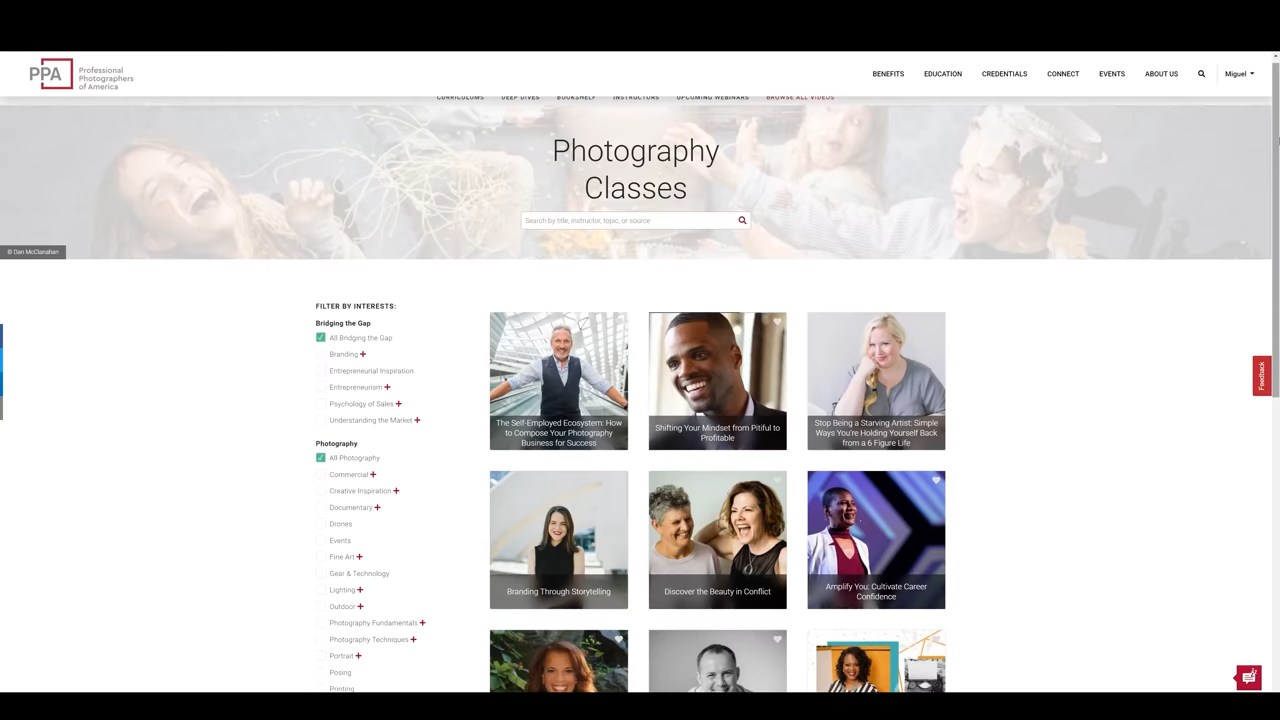 PPA
Professional
Photographers
of America
BENEFITS
EDUCATION
CREDENTIALS
CONNECT
EVENTS
ABOUT US
Miguel
CURRICULUMS
DEEP DIVES
BOOKSHELF
INSTRUCTORS
UPCOMING WEBINARS
BROWSE ALL VIDEOS
Photography
Classes
Search by title, instructor, topic, or source
© Dan McClanahan
FILTER BY INTERESTS:
Bridging the Gap
All Bridging the Gap
Branding +
Entrepreneurial Inspiration
Entrepreneurism +
Psychology of Sales +
Understanding the Market +
Photography
All Photography
Commercial +
Creative Inspiration +
Documentary +
Drones
Events
Fine Art +
Gear & Technology
Lighting +
Outdoor +
Photography Fundamentals +
Photography Techniques +
Portrait +
Posing
Printing
The Self-Employed Ecosystem: How
to Compose Your Photography
Business for Success
Shifting Your Mindset from Pitiful to
Profitable
Stop Being a Starving Artist: Simple
Ways You're Holding Yourself Back
from a 6 Figure Life
Branding Through Storytelling
Discover the Beauty in Conflict
Amplify You: Cultivate Career
Confidence
Feedback